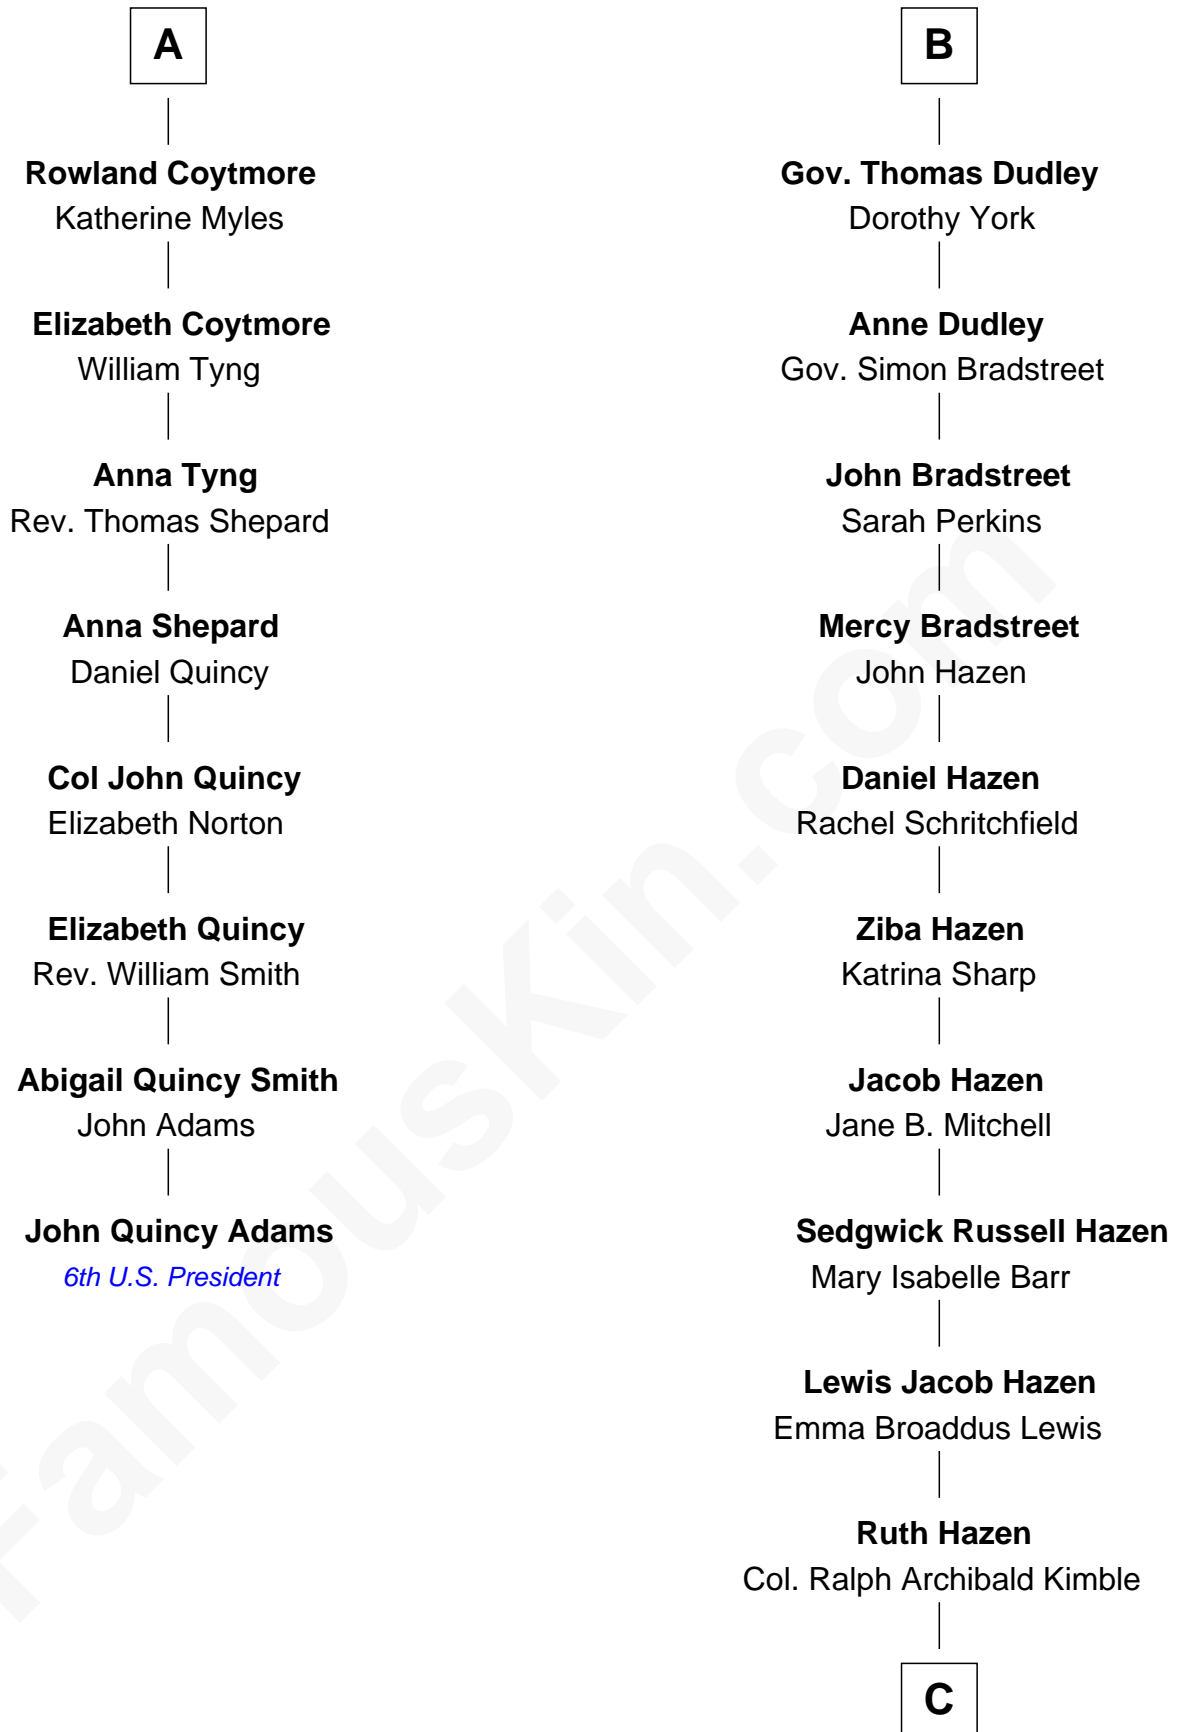 A
Rowland Coytmore
Katherine Myles
Elizabeth Coytmore
William Tyng
Anna Tyng
Rev. Thomas Shepard
Anna Shepard
Daniel Quincy
Col John Quincy
Elizabeth Norton
Elizabeth Quincy
Rev. William Smith
Abigail Quincy Smith
John Adams
John Quincy Adams
6th U.S. President
B
Gov. Thomas Dudley
Dorothy York
Anne Dudley
Gov. Simon Bradstreet
John Bradstreet
Sarah Perkins
Mercy Bradstreet
John Hazen
Daniel Hazen
Rachel Schritchfield
Ziba Hazen
Katrina Sharp
Jacob Hazen
Jane B. Mitchell
Sedgwick Russell Hazen
Mary Isabelle Barr
Lewis Jacob Hazen
Emma Broaddus Lewis
Ruth Hazen
Col. Ralph Archibald Kimble
C
FamousKin.com